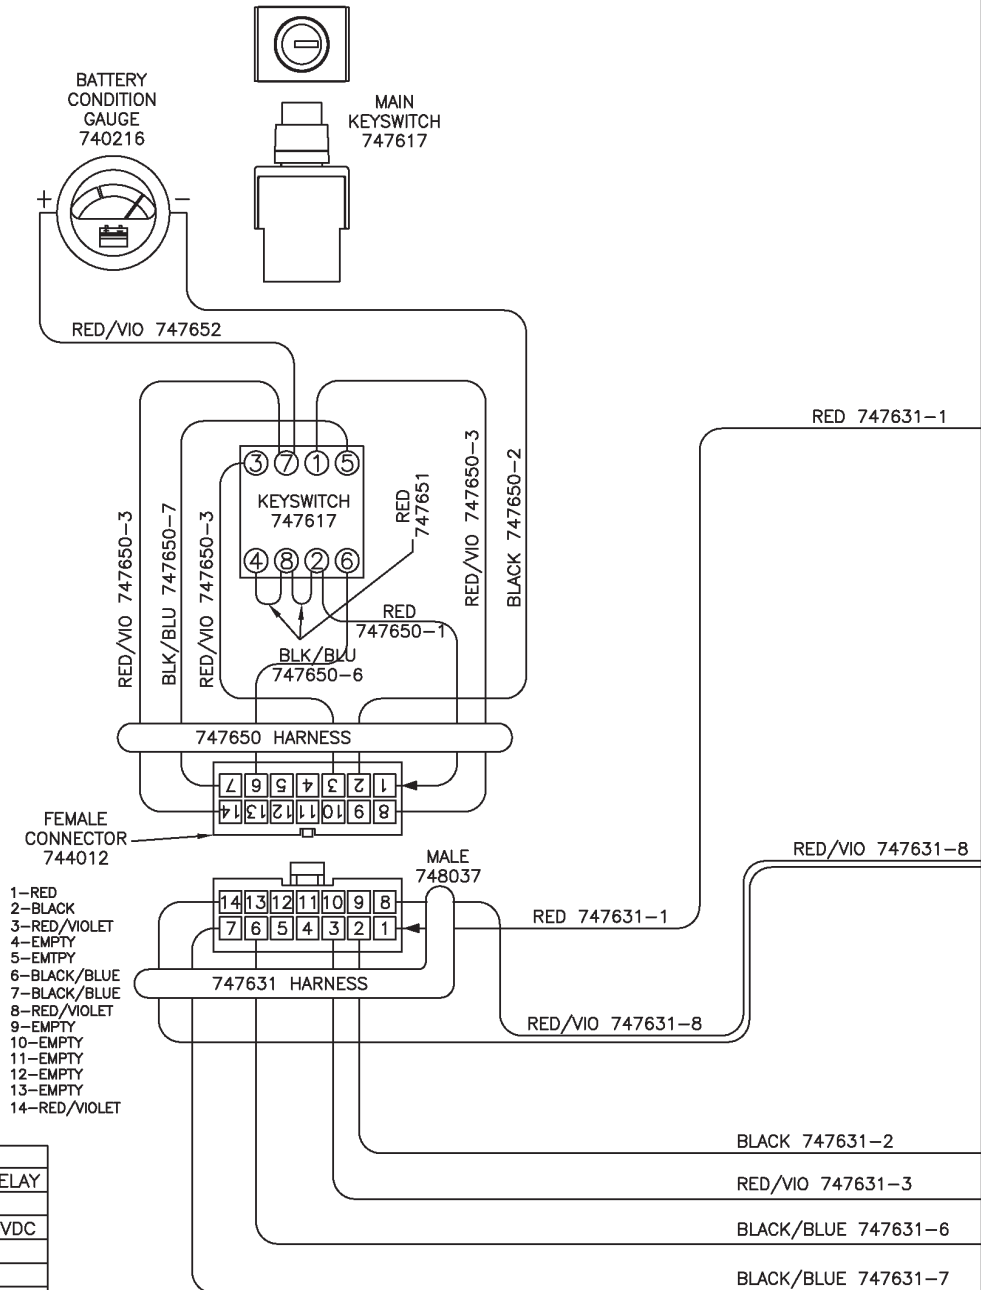 BATTERY
CONDITION
GAUGE
740216
MAIN
KEYSWITCH
747617
+
−
RED/VIO 747652
RED 747631-1
3 7 1 5
KEYSWITCH
747617
4 8 2 6
RED
747651
RED/VIO 747650-3
BLK/BLU 747650-7
RED/VIO 747650-3
RED/VIO 747650-3
BLACK 747650-2
RED
747650-1
BLK/BLU
747650-6
747650 HARNESS
7 6 5 4 3 2 1
14 13 12 11 10 9 8
FEMALE
CONNECTOR
744012
MALE
748037
RED/VIO 747631-8
14 13 12 11 10 9 8
7 6 5 4 3 2 1
RED 747631-1
747631 HARNESS
RED/VIO 747631-8
1-RED
2-BLACK
3-RED/VIOLET
4-EMPTY
5-EMTPY
6-BLACK/BLUE
7-BLACK/BLUE
8-RED/VIOLET
9-EMPTY
10-EMPTY
11-EMPTY
12-EMPTY
13-EMPTY
14-RED/VIOLET
ELAY
VDC
BLACK 747631-2
RED/VIO 747631-3
BLACK/BLUE 747631-6
BLACK/BLUE 747631-7